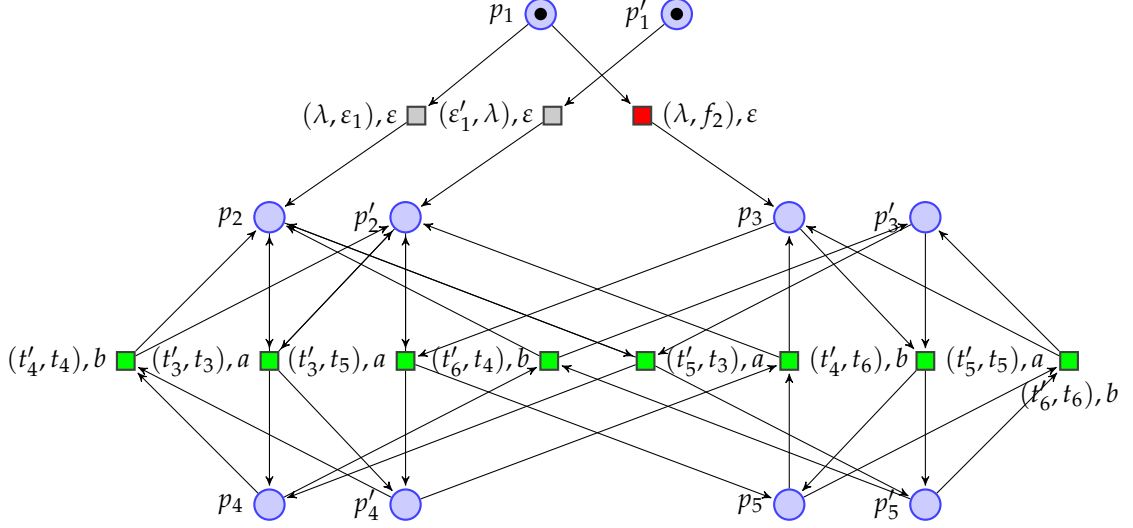 p₁ p′₁
(λ, ε₁), ε (ε′₁, λ), ε (λ, f₂), ε
p₂ p′₂ p₃ p′₃
(t′₄, t₄), b (t′₃, t₃), a (t′₃, t₅), a (t′₆, t₄), b (t′₅, t₃), a (t′₄, t₆), b (t′₅, t₅), a
(t′₆, t₆), b
p₄ p′₄ p₅ p′₅